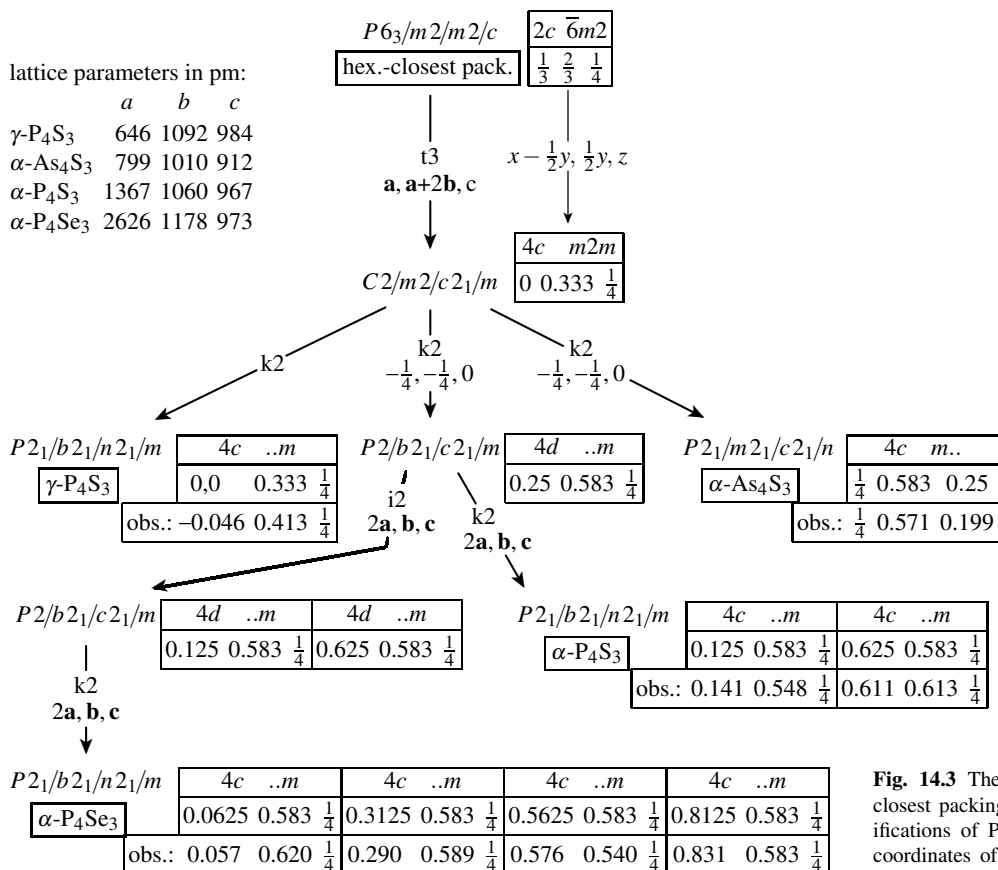 P6₃/m2/m2/c
2c 6̅m2
hex.-closest pack.
1/3 2/3 1/4
lattice parameters in pm:
a b c
γ-P₄S₃ 646 1092 984
α-As₄S₃ 799 1010 912
α-P₄S₃ 1367 1060 967
α-P₄Se₃ 2626 1178 973
t3
a, a+2b, c
x − 1/2y, 1/2y, z
C2/m2/c2₁/m
4c m2m
0 0.333 1/4
k2
k2
−1/4, −1/4, 0
k2
−1/4, −1/4, 0
P2₁/b2₁/n2₁/m
4c ..m
γ-P₄S₃
0,0 0.333 1/4
obs.: −0.046 0.413 1/4
P2/b2₁/c2₁/m
4d ..m
0.25 0.583 1/4
P2₁/m2₁/c2₁/n
4c m..
α-As₄S₃
1/4 0.583 0.25
obs.: 1/4 0.571 0.199
i2
2a, b, c
k2
2a, b, c
P2/b2₁/c2₁/m
4d ..m 4d ..m
0.125 0.583 1/4 0.625 0.583 1/4
P2₁/b2₁/n2₁/m
4c ..m 4c ..m
α-P₄S₃
0.125 0.583 1/4 0.625 0.583 1/4
obs.: 0.141 0.548 1/4 0.611 0.613 1/4
k2
2a, b, c
P2₁/b2₁/n2₁/m
4c ..m 4c ..m 4c ..m 4c ..m
α-P₄Se₃
0.0625 0.583 1/4 0.3125 0.583 1/4 0.5625 0.583 1/4 0.8125 0.583 1/4
obs.: 0.057 0.620 1/4 0.290 0.589 1/4 0.576 0.540 1/4 0.831 0.583 1/4
Fig. 14.3 The
closest packing
ifications of P
coordinates of